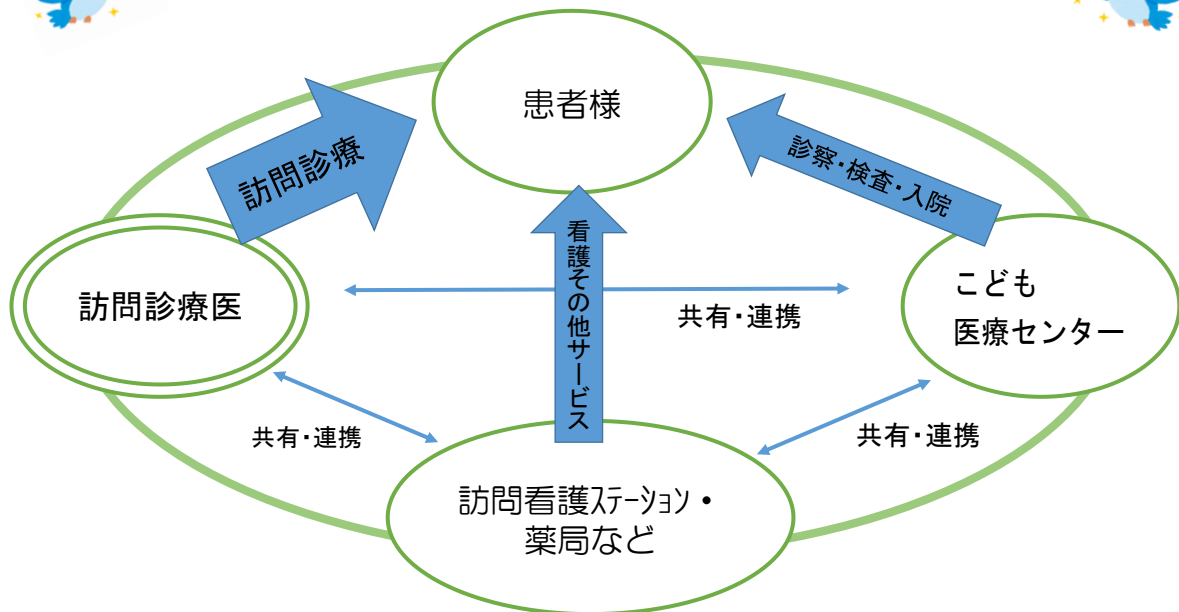 患者様
訪問診療
診察・検査・入院
看護その他サービス
訪問診療医
こども
医療センター
共有・連携
共有・連携
共有・連携
訪問看護ｽﾃｰｼｮﾝ・
薬局など